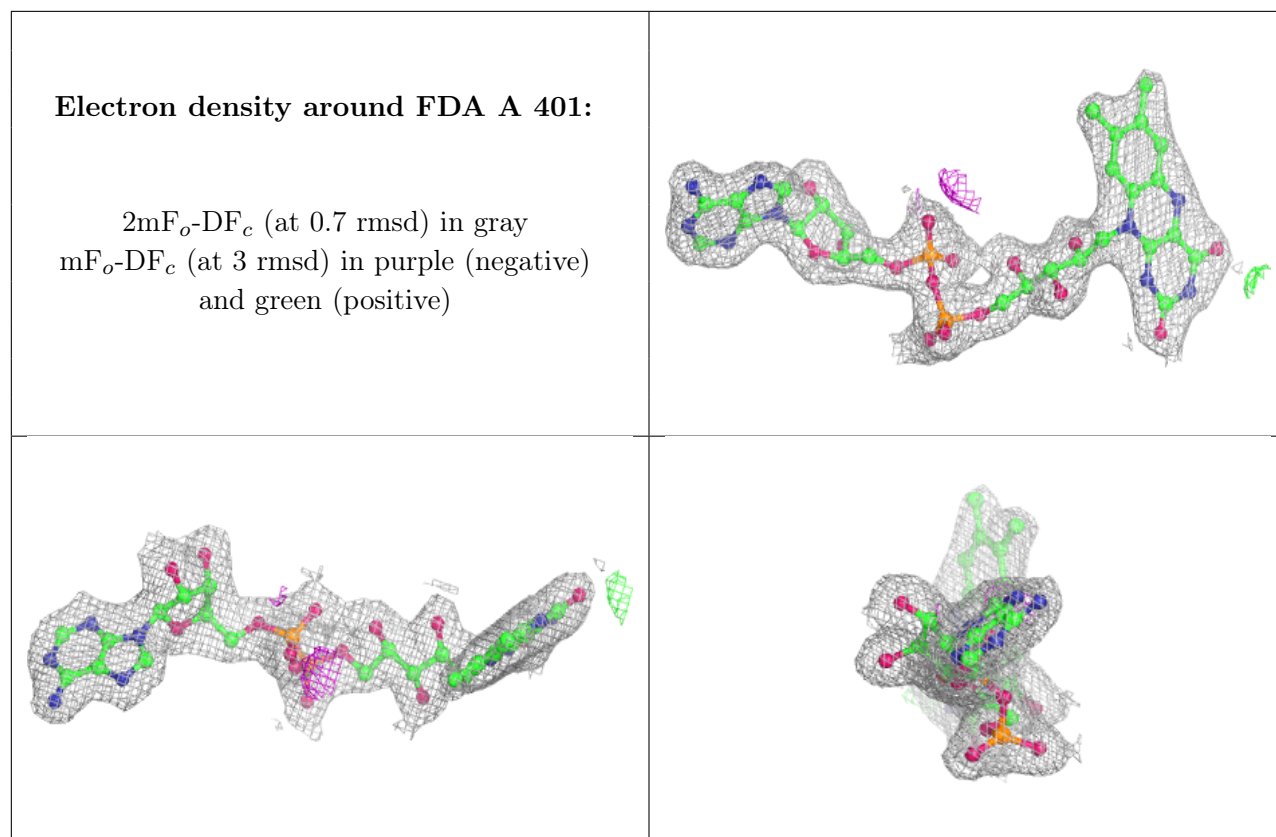 Electron density around FDA A 401:
2mFₒ-DF𝒸 (at 0.7 rmsd) in gray
mFₒ-DF𝒸 (at 3 rmsd) in purple (negative)
and green (positive)